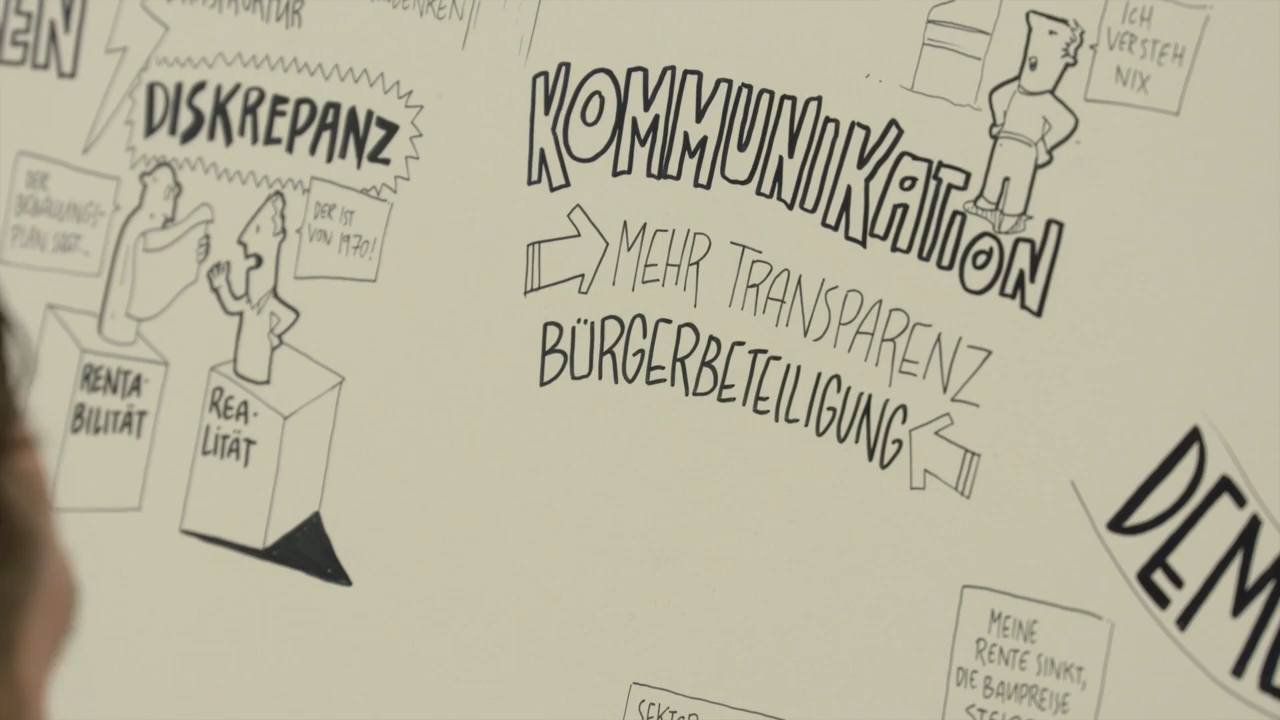 EN
DISKREPANZ
DER
BEBAUUNGS-
PLAN SAGT...
DER IST
VON 1970!
RENTA-
BILITÄT
REA-
LITÄT
KOMMUNIKATION
MEHR TRANSPARENZ
BÜRGERBETEILIGUNG
ICH
VERSTEH
NIX
DEM
MEINE
RENTE SINKT,
DIE BAUPREISE
SEKTOR